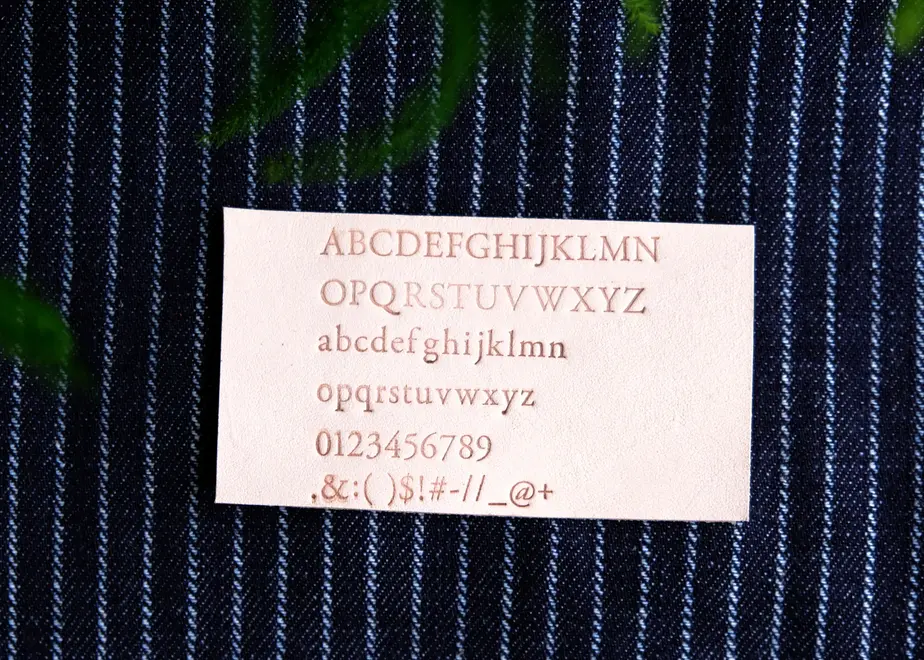 ABCDEFGHIJKLMN
OPQRSTUVWXYZ
abcdefghijklmn
opqrstuvwxyz
0123456789
.&:( )$!#-//_@+